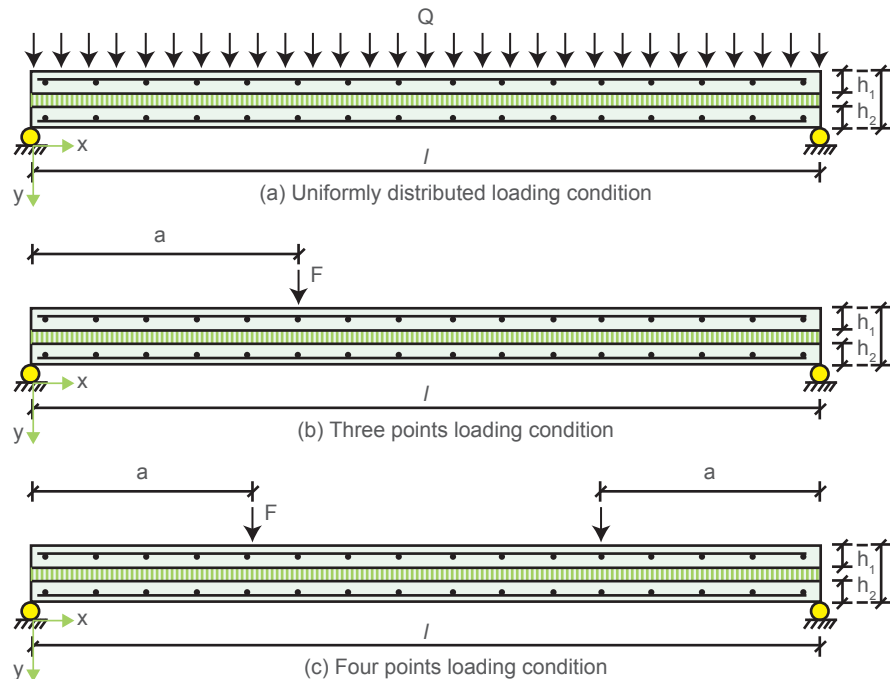 Q
h₁
h₂
x
y
l
(a) Uniformly distributed loading condition
a
F
h₁
h₂
x
y
l
(b) Three points loading condition
a
a
F
h₁
h₂
x
y
l
(c) Four points loading condition